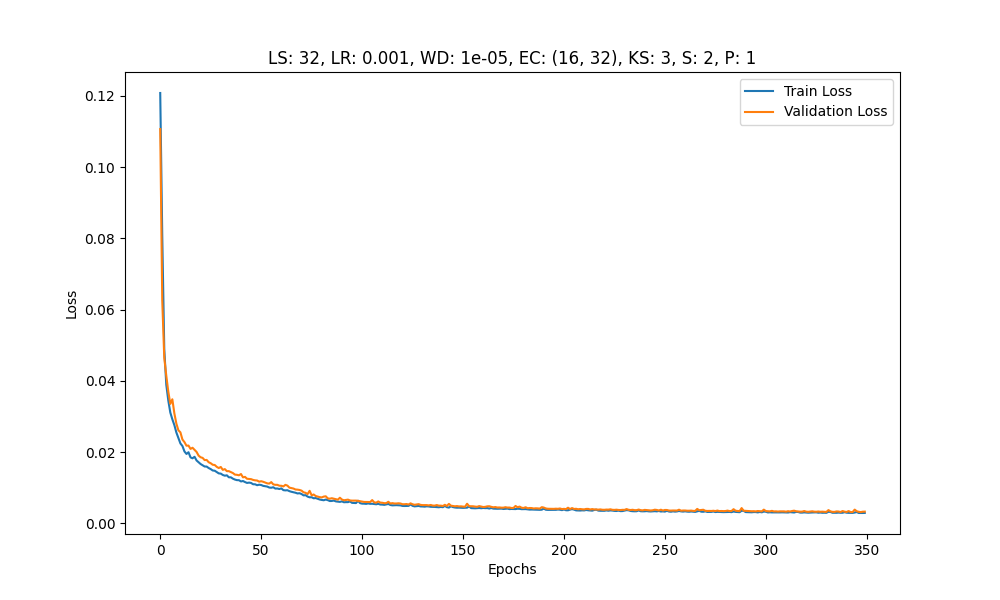 LS: 32, LR: 0.001, WD: 1e-05, EC: (16, 32), KS: 3, S: 2, P: 1
Train Loss
Validation Loss
0.12
0.10
0.08
0.06
0.04
0.02
0.00
Loss
0 50 100 150 200 250 300 350
Epochs